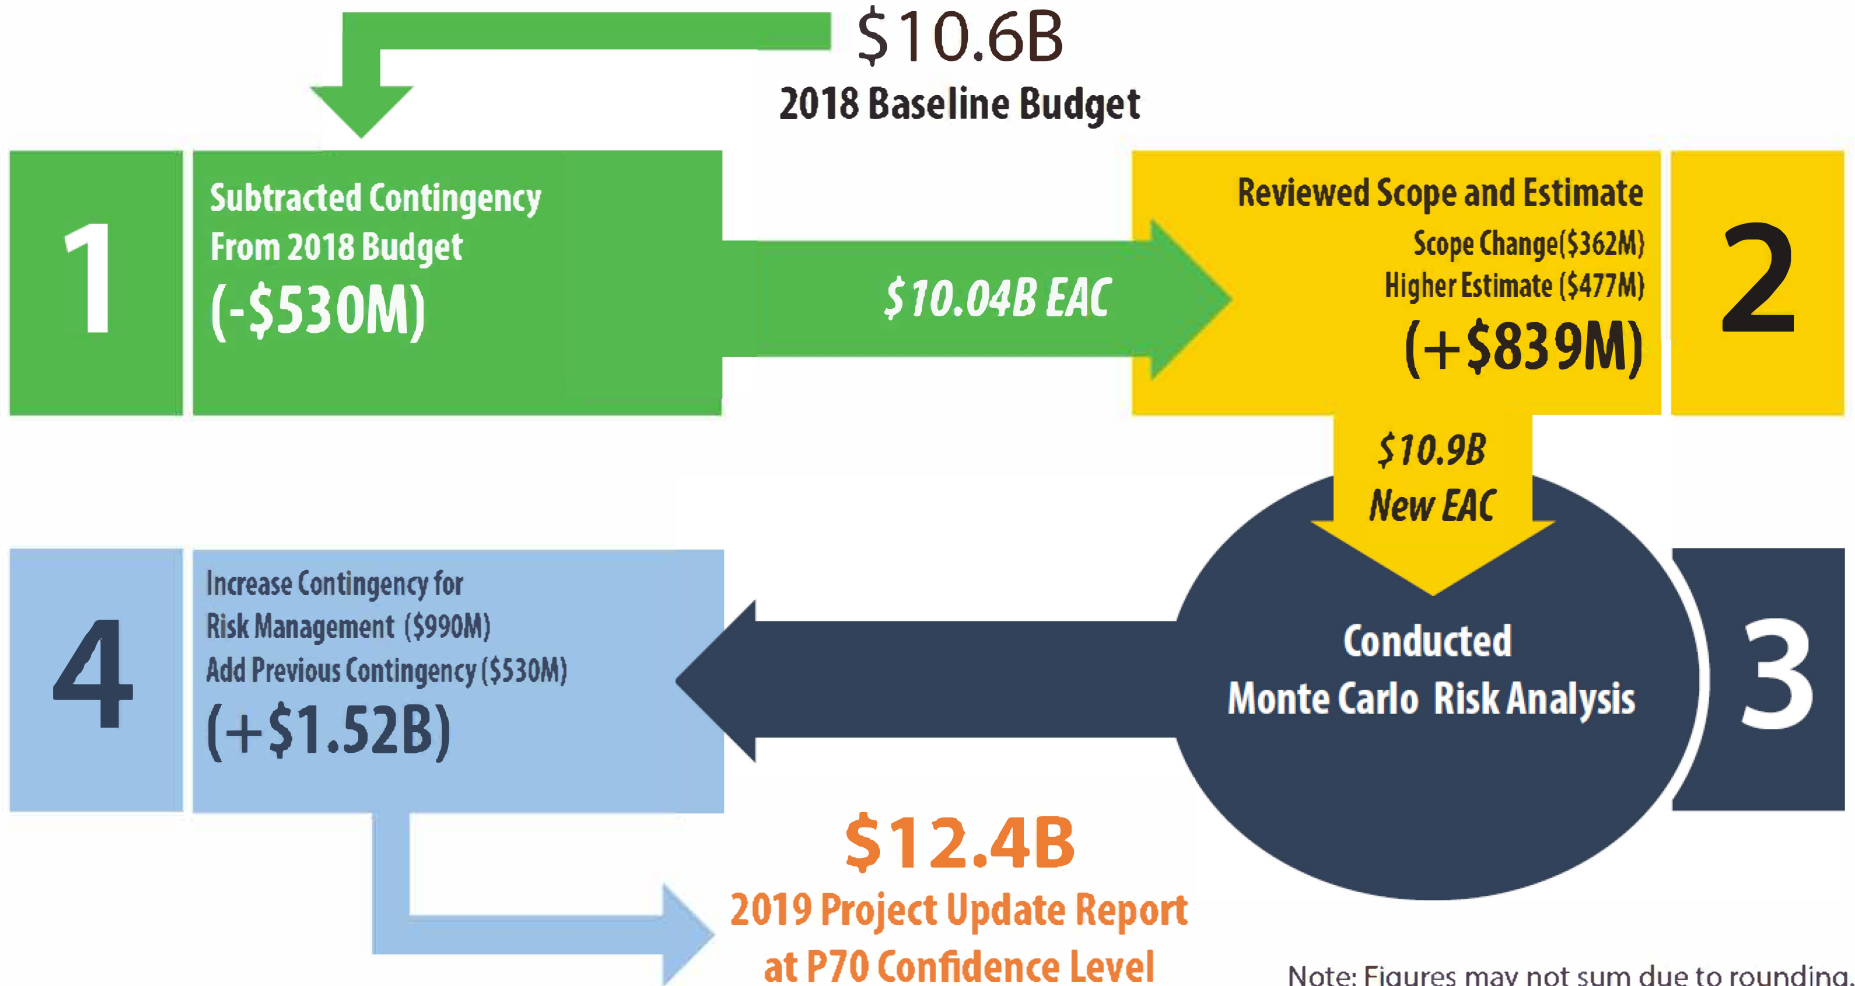 $10.6B
2018 Baseline Budget
1
Subtracted Contingency
From 2018 Budget
(-$530M)
$10.04B EAC
Reviewed Scope and Estimate
Scope Change($362M)
Higher Estimate ($477M)
(+$839M)
2
$10.9B
New EAC
Conducted
Monte Carlo Risk Analysis
3
4
Increase Contingency for
Risk Management ($990M)
Add Previous Contingency ($530M)
(+$1.52B)
$12.4B
2019 Project Update Report
at P70 Confidence Level
Note: Figures may not sum due to rounding.